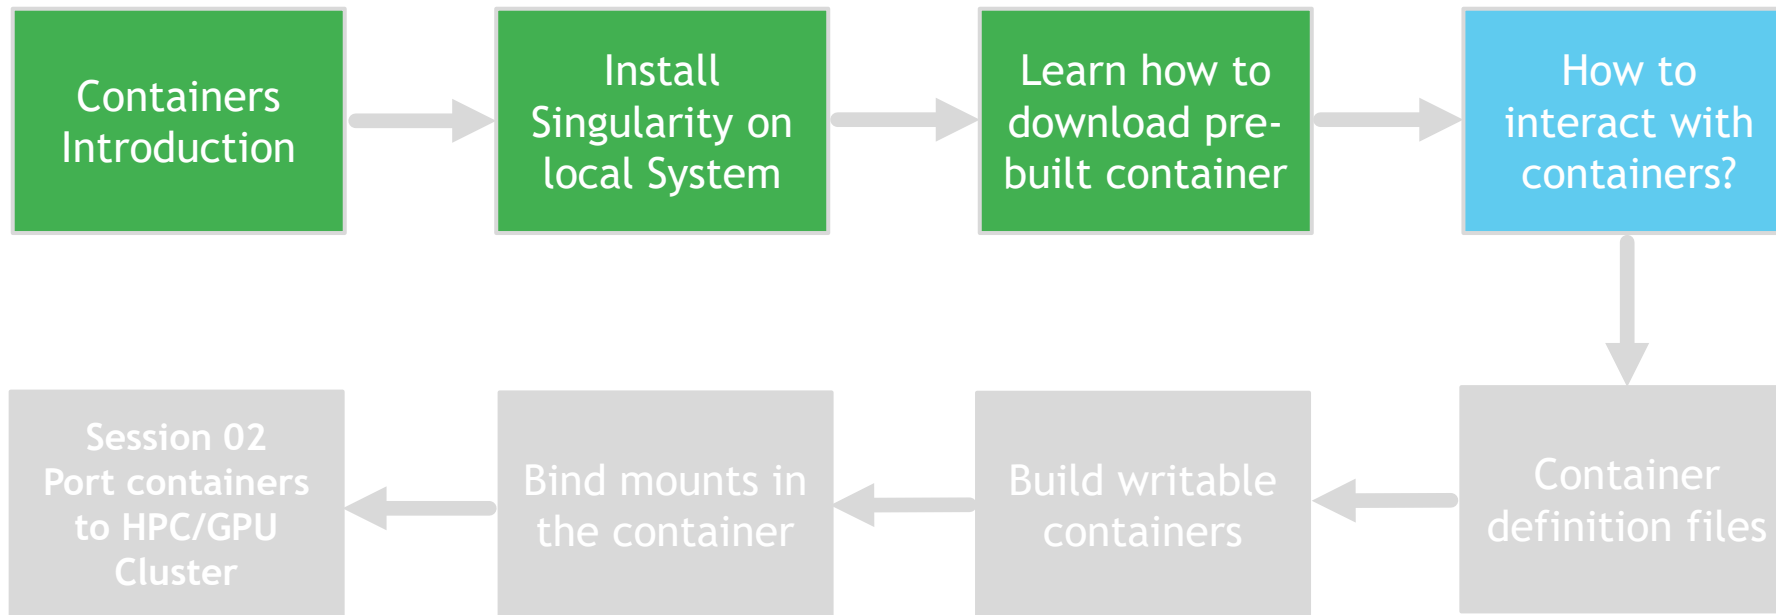 Containers
Introduction
Install
Singularity on
local System
Learn how to
download pre-
built container
How to
interact with
containers?
Container
definition files
Build writable
containers
Bind mounts in
the container
Session 02
Port containers
to HPC/GPU
Cluster